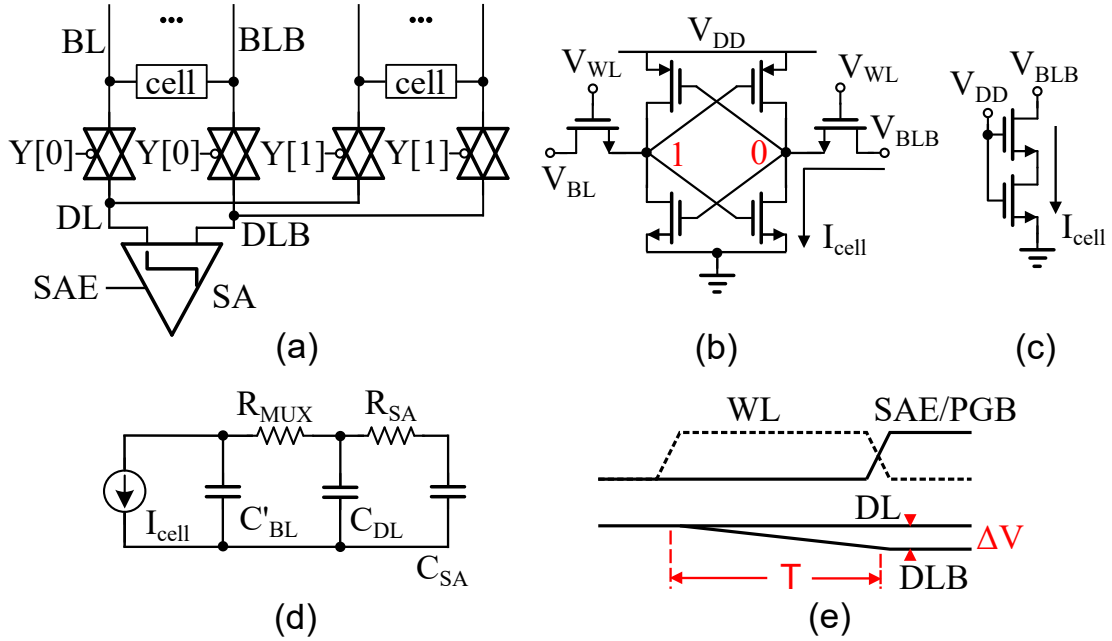 ... ...
BL BLB
cell cell
Y[0] Y[0] Y[1] Y[1]
DL DLB
SAE SA
(a)
V_DD
V_WL V_WL
1 0
V_BL V_BLB
I_cell
(b)
V_BLB
V_DD
I_cell
(c)
R_MUX R_SA
I_cell C'_BL C_DL C_SA
(d)
WL SAE/PGB
DL
ΔV
T DLB
(e)